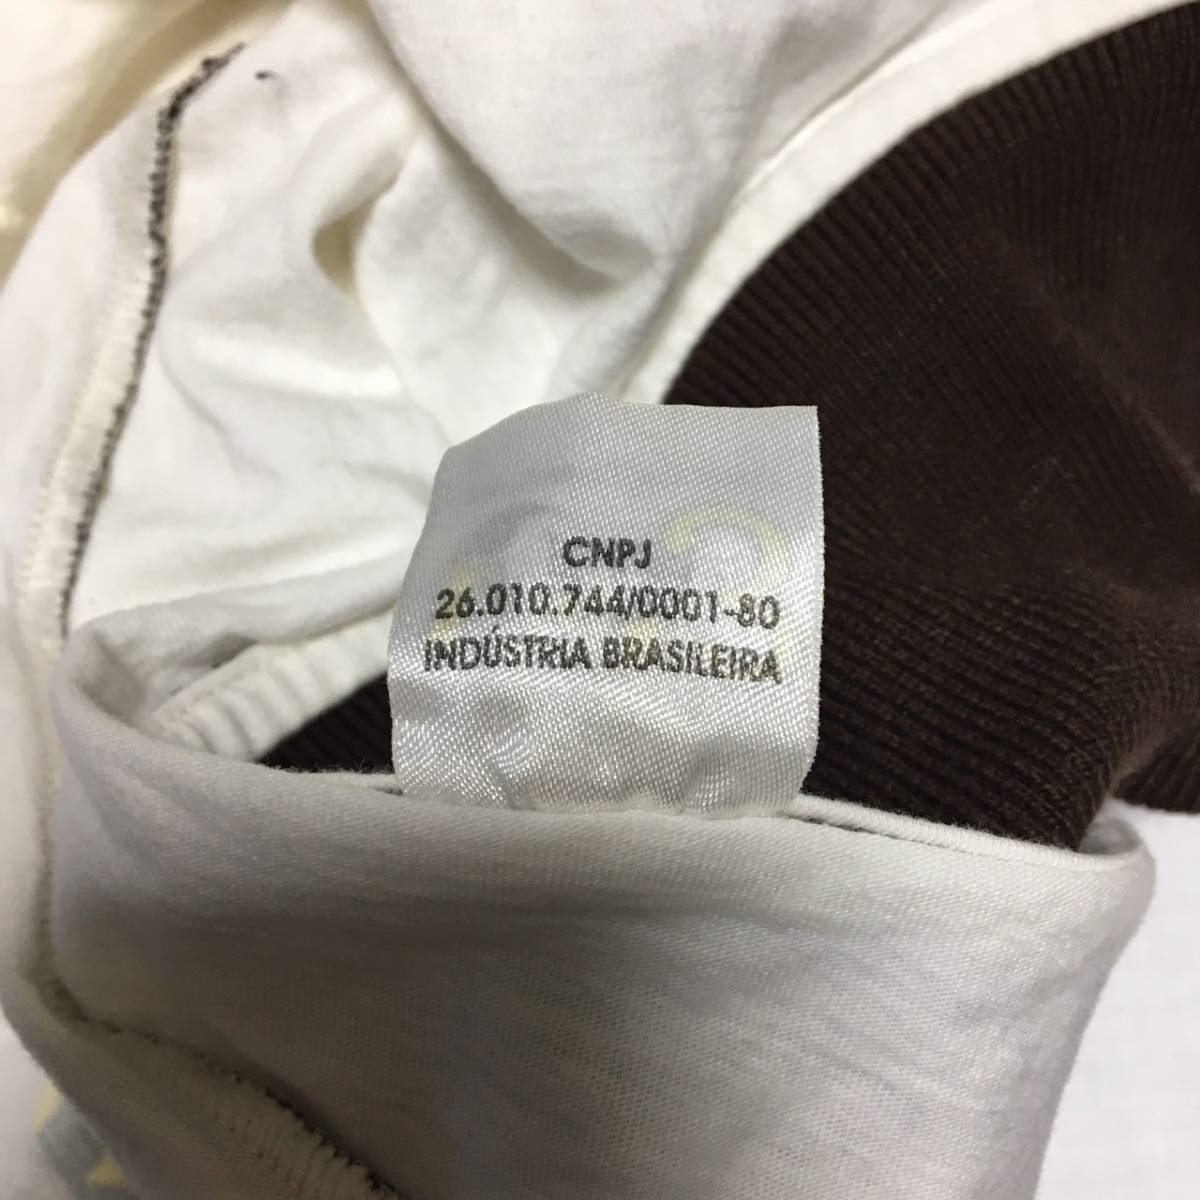 CNPJ
26.010.744/0001-80
INDÚSTRIA BRASILEIRA